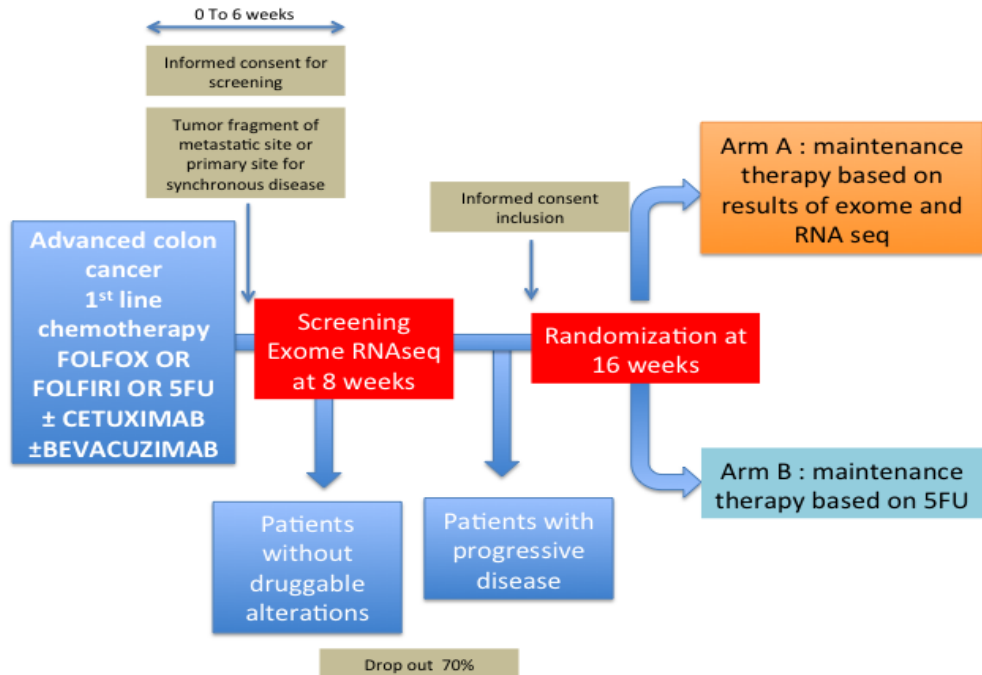 0 To 6 weeks
Informed consent for
screening
Tumor fragment of
metastatic site or
primary site for
synchronous disease
Informed consent
inclusion
Arm A : maintenance
therapy based on
results of exome and
RNA seq
Advanced colon
cancer
1st line
chemotherapy
FOLFOX OR
FOLFIRI OR 5FU
± CETUXIMAB
±BEVACUZIMAB
Screening
Exome RNAseq
at 8 weeks
Randomization at
16 weeks
Arm B : maintenance
therapy based on 5FU
Patients
without
druggable
alterations
Patients with
progressive
disease
Drop out 70%